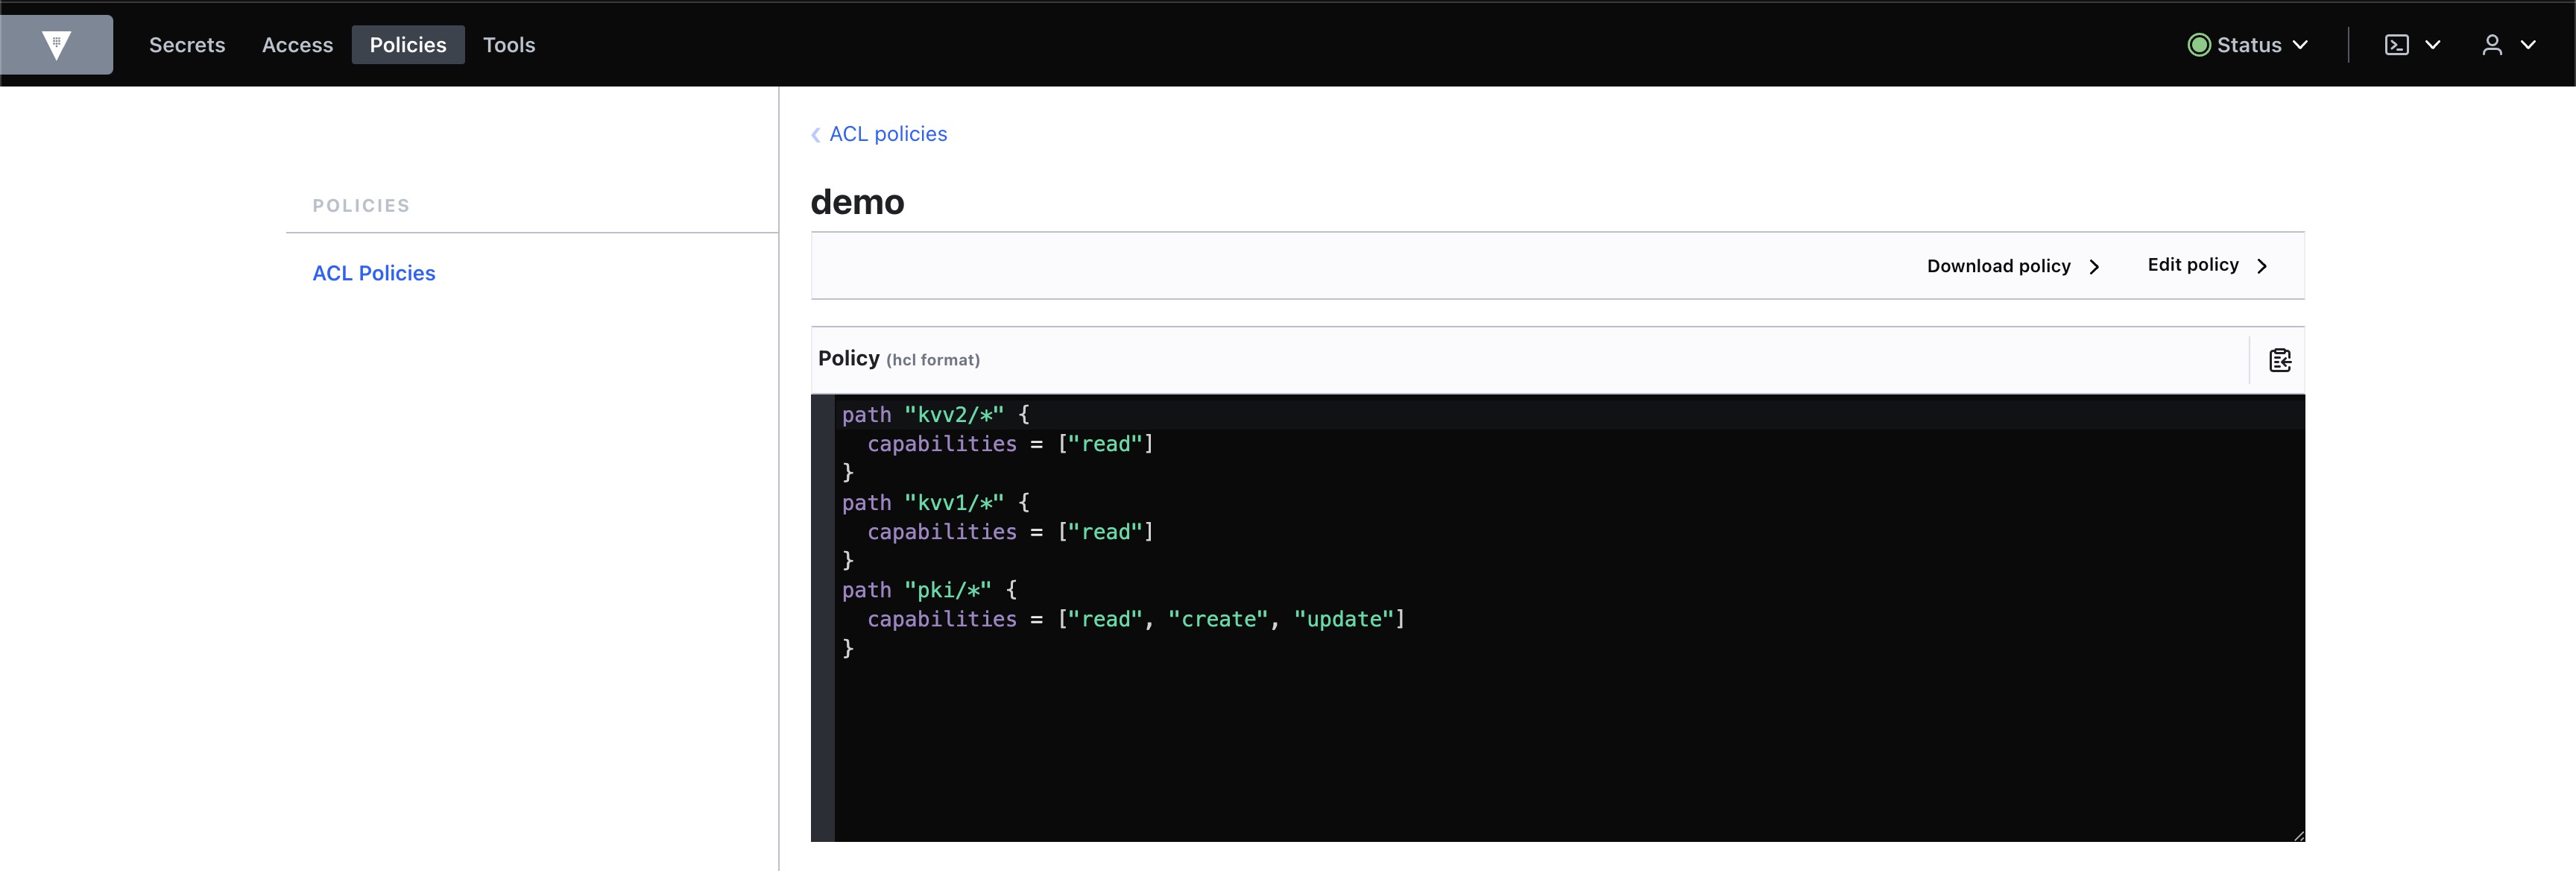 Secrets Access Policies Tools Status
ACL policies
POLICIES
demo
ACL Policies
Download policy Edit policy
Policy (hcl format)
path "kvv2/*" {
  capabilities = ["read"]
}
path "kvv1/*" {
  capabilities = ["read"]
}
path "pki/*" {
  capabilities = ["read", "create", "update"]
}